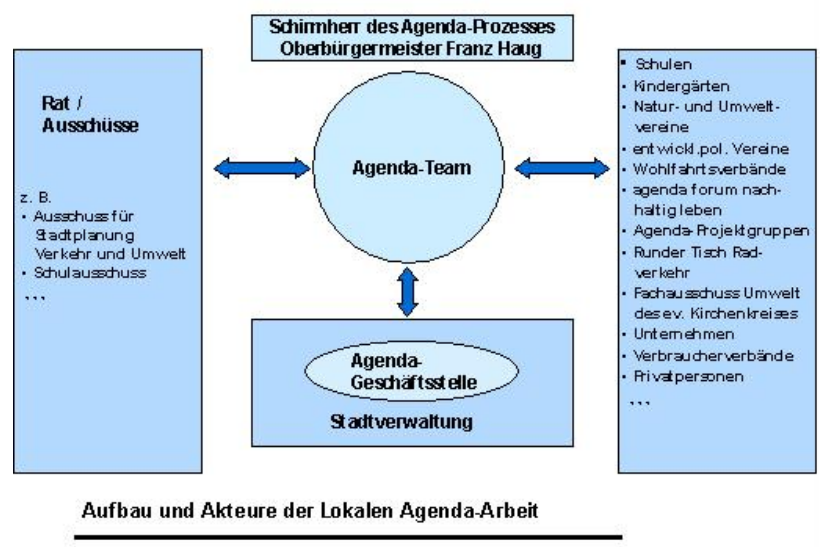 Schirmherr des Agenda-Prozesses
Oberbürgermeister Franz Haug
Rat /
Ausschüsse
z. B.
• Ausschuss für
Stadtplanung
Verkehr und Umwelt
• Schulausschuss
...
Agenda-Team
Agenda-
Geschäftsstelle
Stadtverwaltung
• Schulen
• Kindergärten
• Natur- und Umwelt-
vereine
• entwickl.pol. Vereine
• Wohlfahrtsverbände
• agenda forum nach-
haltig leben
• Agenda-Projektgruppen
• Runder Tisch Rad-
verkehr
• Fachausschuss Umwelt
des ev. Kirchenkreises
• Unternehmen
• Verbraucherverbände
• Privatpersonen
...
Aufbau und Akteure der Lokalen Agenda-Arbeit